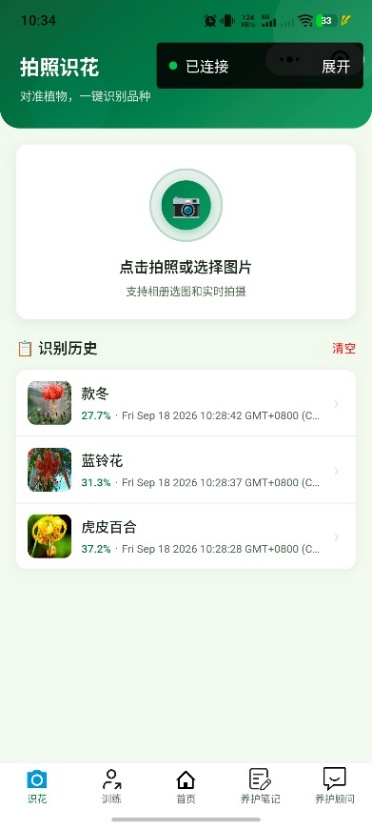 10:34
124
KB/s
5G
33
拍照识花
已连接
展开
对准植物，一键识别品种
点击拍照或选择图片
支持相册选图和实时拍摄
📋 识别历史
清空
款冬
27.7% · Fri Sep 18 2026 10:28:42 GMT+0800 (C...
蓝铃花
31.3% · Fri Sep 18 2026 10:28:37 GMT+0800 (C...
虎皮百合
37.2% · Fri Sep 18 2026 10:28:28 GMT+0800 (C...
识花
训练
首页
养护笔记
养护顾问